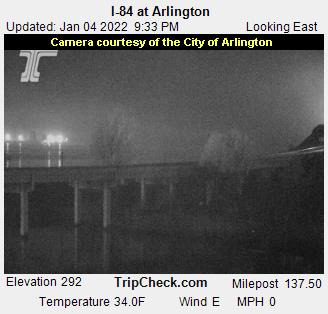 I-84 at Arlington
Updated: Jan 04 2022 9:33 PM Looking East
Camera courtesy of the City of Arlington
Elevation 292 TripCheck.com Milepost 137.50
Temperature 34.0F Wind E MPH 0